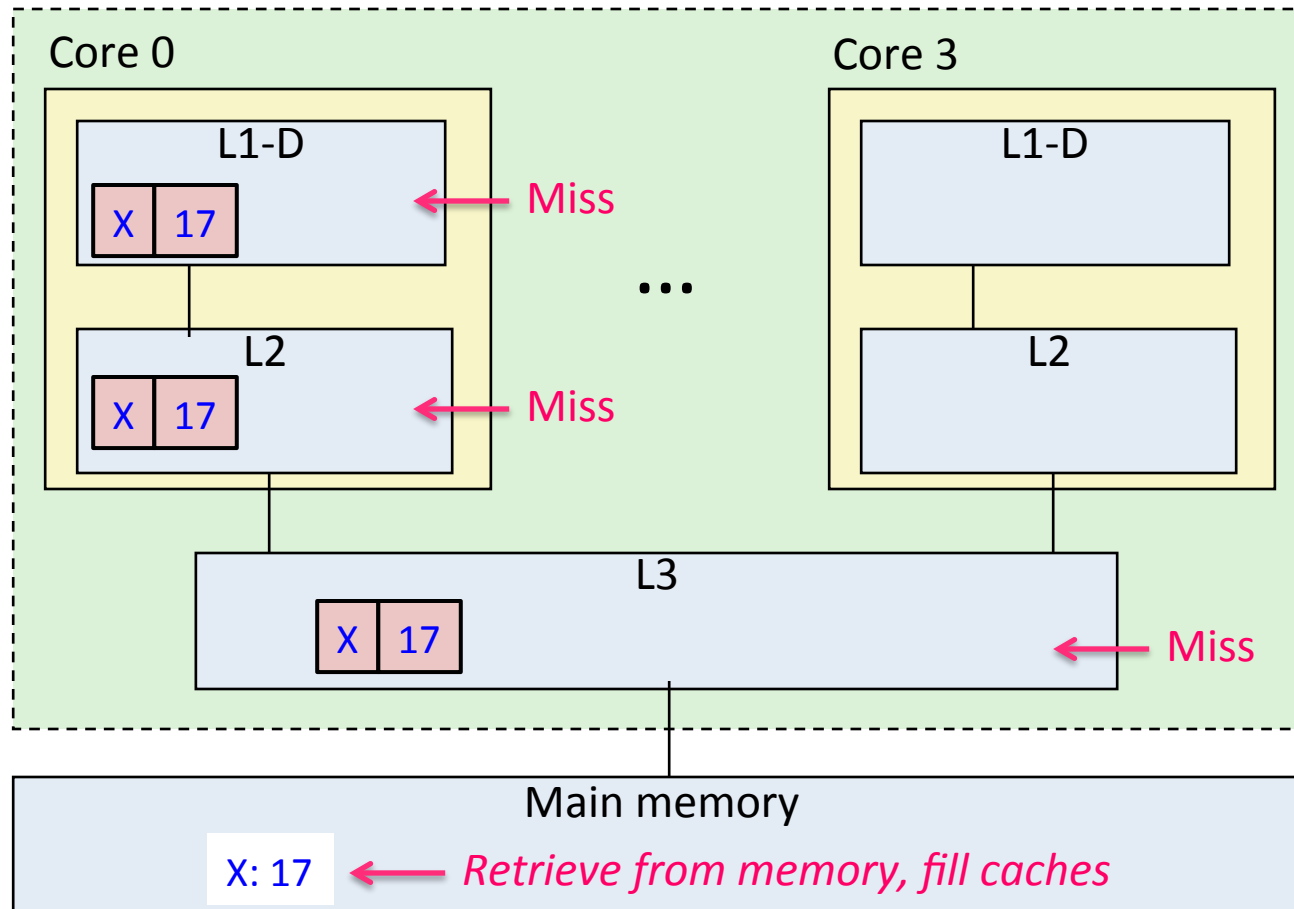 Core 0
Core 3
L1-D
X 17
Miss
L1-D
...
L2
X 17
Miss
L2
L3
X 17
Miss
Main memory
X: 17
Retrieve from memory, fill caches